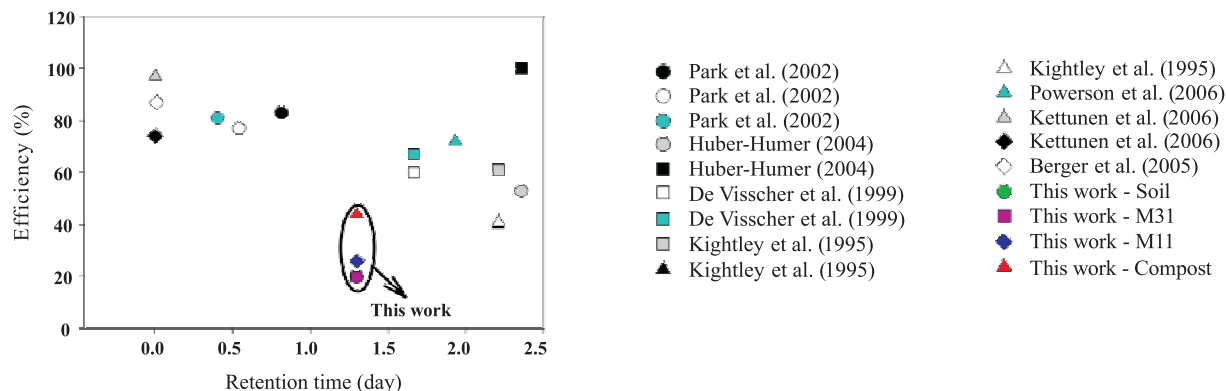 120
100
80
60
40
20
0
Efficiency (%)
This work
0.0 0.5 1.0 1.5 2.0 2.5
Retention time (day)
Park et al. (2002)
Park et al. (2002)
Park et al. (2002)
Huber-Humer (2004)
Huber-Humer (2004)
De Visscher et al. (1999)
De Visscher et al. (1999)
Kightley et al. (1995)
Kightley et al. (1995)
Kightley et al. (1995)
Powerson et al. (2006)
Kettunen et al. (2006)
Kettunen et al. (2006)
Berger et al. (2005)
This work - Soil
This work - M31
This work - M11
This work - Compost